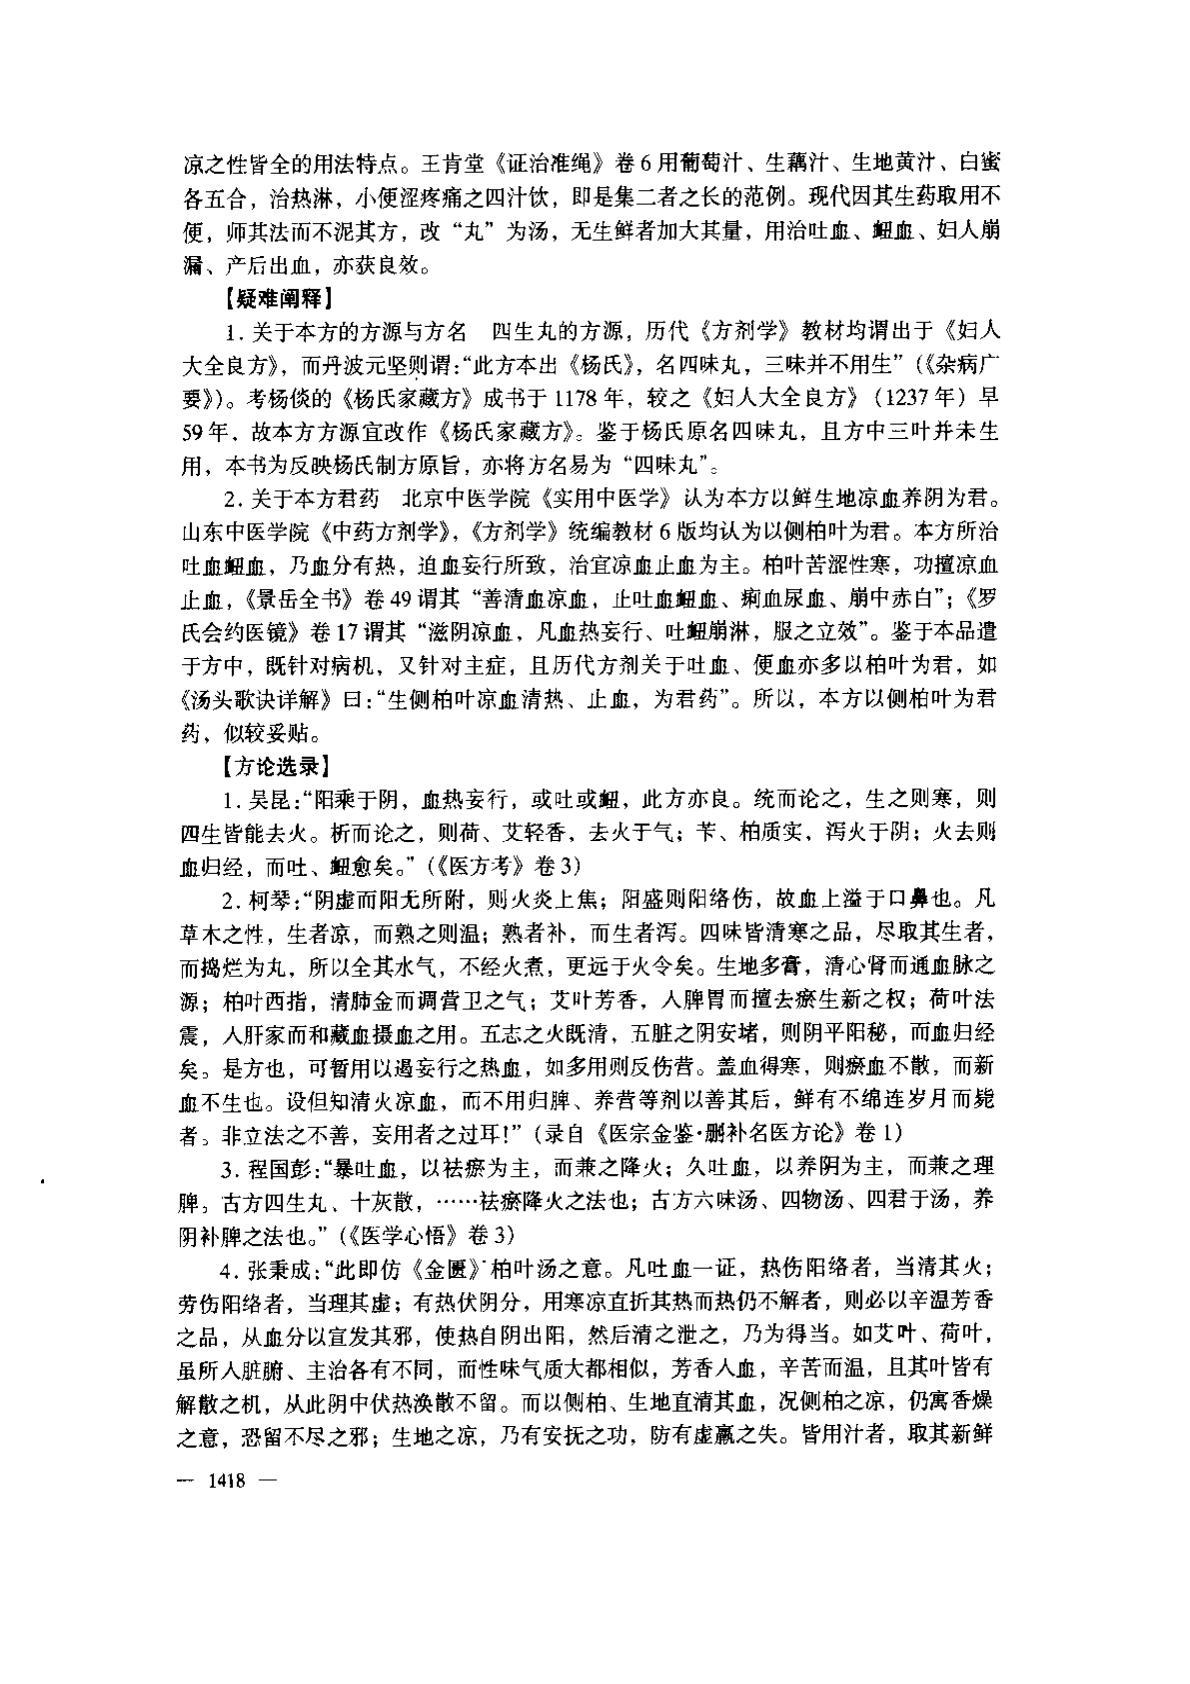 凉之性皆全的用法特点。王肯堂《证治准绳》卷6用葡萄汁、生藕汁、生地黄汁、白蜜
各五合，治热淋，小便涩疼痛之四汁饮，即是集二者之长的范例。现代因其生药取用不
便，师其法而不泥其方，改“丸”为汤，无生鲜者加大其量，用治吐血、衄血、妇人崩
漏、产后出血，亦获良效。
【疑难阐释】
1. 关于本方的方源与方名　四生丸的方源，历代《方剂学》教材均谓出于《妇人
大全良方》，而丹波元坚则谓：“此方本出《杨氏》，名四味丸，三味并不用生”（《杂病广
要》）。考杨倓的《杨氏家藏方》成书于1178年，较之《妇人大全良方》（1237年）早
59年，故本方方源宜改作《杨氏家藏方》。鉴于杨氏原名四味丸，且方中三叶并未生
用，本书为反映杨氏制方原旨，亦将方名易为“四味丸”。
2. 关于本方君药　北京中医学院《实用中医学》认为本方以鲜生地凉血养阴为君。
山东中医学院《中药方剂学》，《方剂学》统编教材6版均认为以侧柏叶为君。本方所治
吐血衄血，乃血分有热，迫血妄行所致，治宜凉血止血为主。柏叶苦涩性寒，功擅凉血
止血，《景岳全书》卷49谓其“善清血凉血，止吐血衄血、痢血尿血、崩中赤白”；《罗
氏会约医镜》卷17谓其“滋阴凉血，凡血热妄行、吐衄崩淋，服之立效”。鉴于本品遣
于方中，既针对病机，又针对主症，且历代方剂关于吐血、便血亦多以柏叶为君，如
《汤头歌诀详解》曰：“生侧柏叶凉血清热、止血，为君药”。所以，本方以侧柏叶为君
药，似较妥贴。
【方论选录】
1. 吴昆：“阳乘于阴，血热妄行，或吐或衄，此方亦良。统而论之，生之则寒，则
四生皆能去火。析而论之，则荷、艾轻香，去火于气；苄、柏质实，泻火于阴；火去则
血归经，而吐、衄愈矣。”（《医方考》卷3）
2. 柯琴：“阴虚而阳无所附，则火炎上焦；阳盛则阳络伤，故血上溢于口鼻也。凡
草木之性，生者凉，而熟之则温；熟者补，而生者泻。四味皆清寒之品，尽取其生者，
而捣烂为丸，所以全其水气，不经火煮，更远于火令矣。生地多膏，清心肾而通血脉之
源；柏叶西指，清肺金而调营卫之气；艾叶芳香，入脾胃而擅去瘀生新之权；荷叶法
震，入肝家而和藏血摄血之用。五志之火既清，五脏之阴安堵，则阴平阳秘，而血归经
矣。是方也，可暂用以遏妄行之热血，如多用则反伤营。盖血得寒，则瘀血不散，而新
血不生也。设但知清火凉血，而不用归脾、养营等剂以善其后，鲜有不绵连岁月而毙
者。非立法之不善，妄用者之过耳！”（录自《医宗金鉴·删补名医方论》卷1）
3. 程国彭：“暴吐血，以祛瘀为主，而兼之降火；久吐血，以养阴为主，而兼之理
脾。古方四生丸、十灰散，……祛瘀降火之法也；古方六味汤、四物汤、四君子汤，养
阴补脾之法也。”（《医学心悟》卷3）
4. 张秉成：“此即仿《金匮》柏叶汤之意。凡吐血一证，热伤阳络者，当清其火；
劳伤阳络者，当理其虚；有热伏阴分，用寒凉直折其热而热仍不解者，则必以辛温芳香
之品，从血分以宣发其邪，使热自阴出阳，然后清之泄之，乃为得当。如艾叶、荷叶，
虽所入脏腑、主治各有不同，而性味气质大都相似，芳香入血，辛苦而温，且其叶皆有
解散之机，从此阴中伏热涣散不留。而以侧柏、生地直清其血，况侧柏之凉，仍寓香燥
之意，恐留不尽之邪；生地之凉，乃有安抚之功，防有虚羸之失。皆用汁者，取其新鲜
— 1418 —